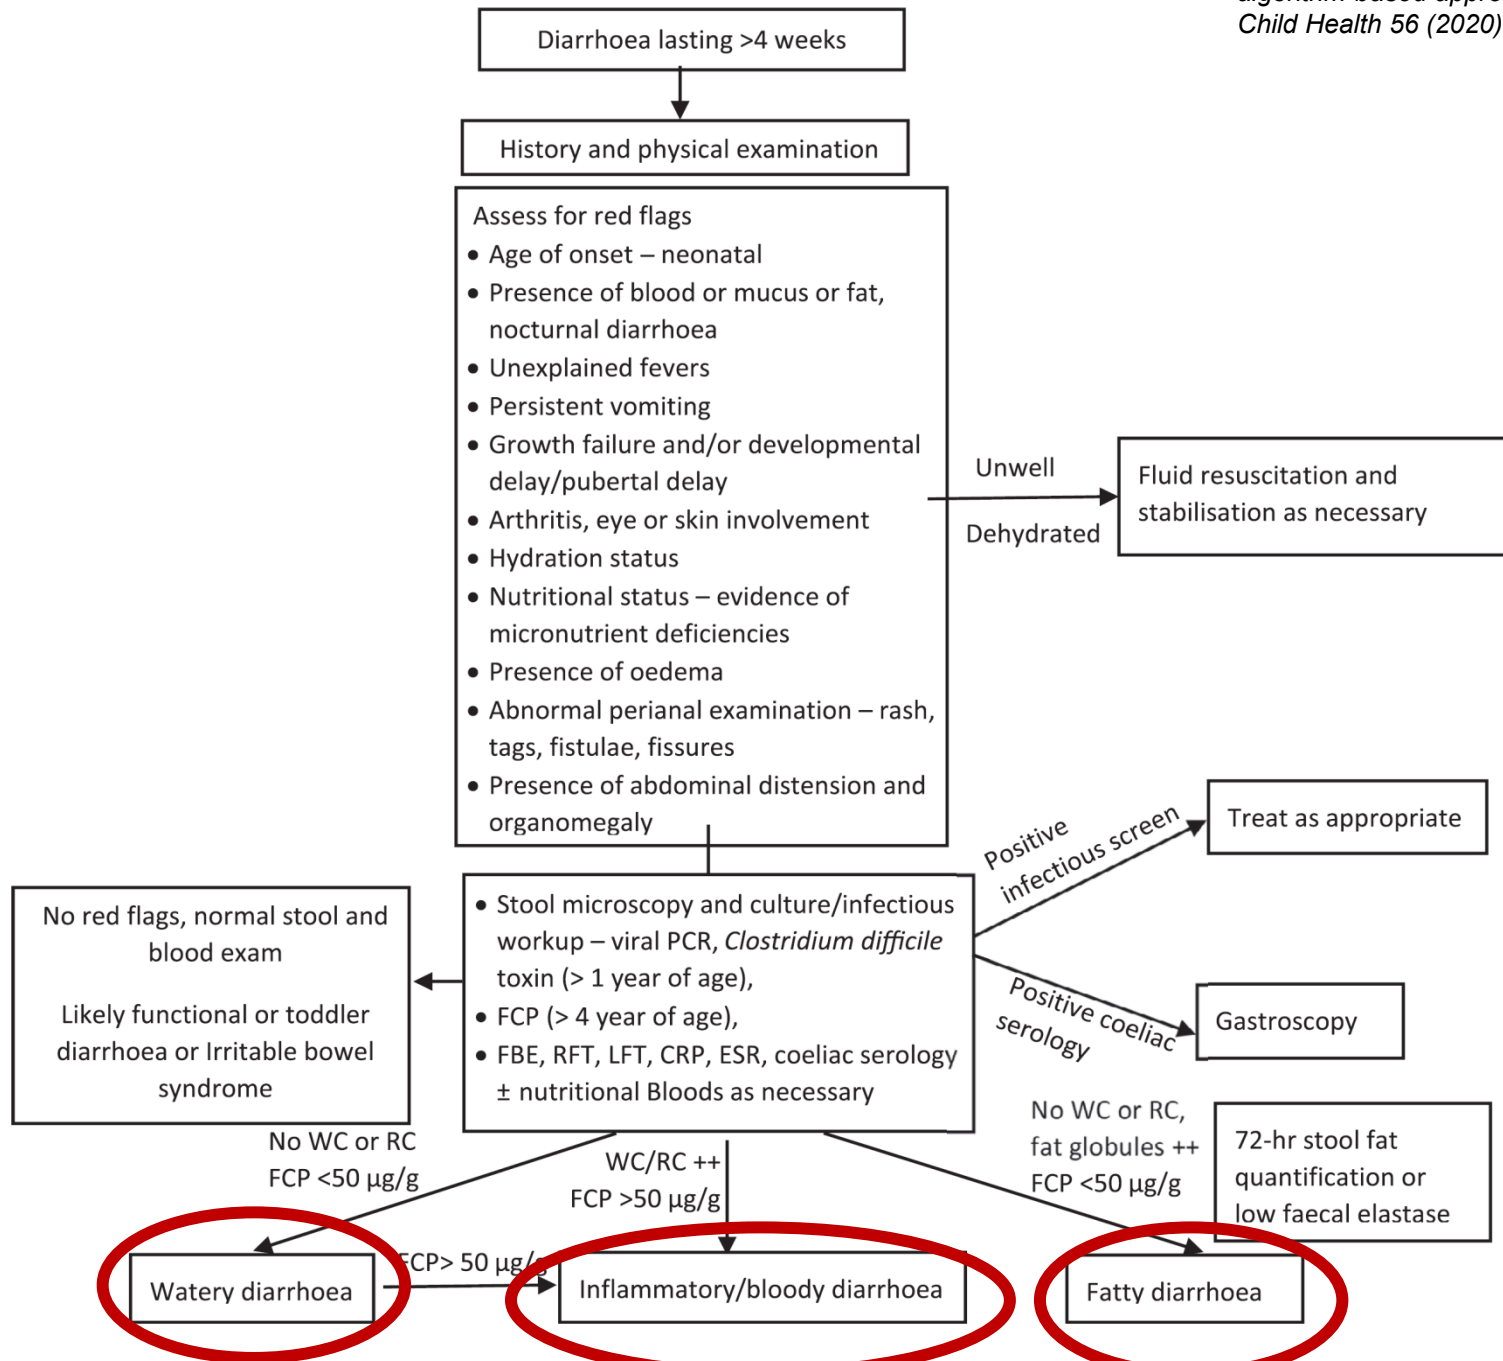 Child Health 56 (2020)
Diarrhoea lasting >4 weeks
History and physical examination
Assess for red flags
• Age of onset – neonatal
• Presence of blood or mucus or fat,
nocturnal diarrhoea
• Unexplained fevers
• Persistent vomiting
• Growth failure and/or developmental
delay/pubertal delay
• Arthritis, eye or skin involvement
• Hydration status
• Nutritional status – evidence of
micronutrient deficiencies
• Presence of oedema
• Abnormal perianal examination – rash,
tags, fistulae, fissures
• Presence of abdominal distension and
organomegaly
Unwell
Dehydrated
Fluid resuscitation and
stabilisation as necessary
Positive
infectious screen
Treat as appropriate
• Stool microscopy and culture/infectious
workup – viral PCR, Clostridium difficile
toxin (> 1 year of age),
• FCP (> 4 year of age),
• FBE, RFT, LFT, CRP, ESR, coeliac serology
± nutritional Bloods as necessary
No red flags, normal stool and
blood exam
Likely functional or toddler
diarrhoea or Irritable bowel
syndrome
Positive coeliac
serology
Gastroscopy
No WC or RC
FCP <50 µg/g
WC/RC ++
FCP >50 µg/g
No WC or RC,
fat globules ++
FCP <50 µg/g
72-hr stool fat
quantification or
low faecal elastase
Watery diarrhoea
FCP> 50 µg/g
Inflammatory/bloody diarrhoea
Fatty diarrhoea